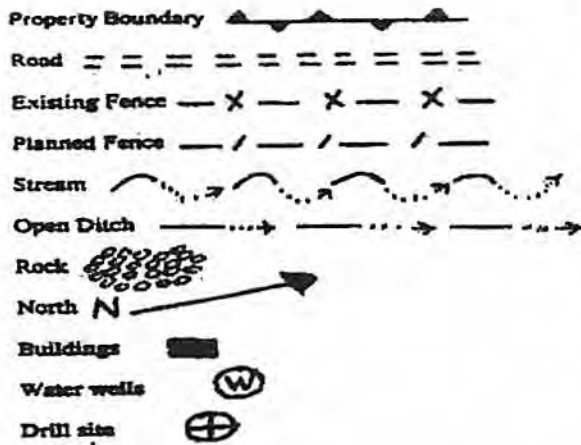 Property Boundary
Road
Existing Fence
Planned Fence
Stream
Open Ditch
Rock
North N
Buildings
Water wells W
Drill site